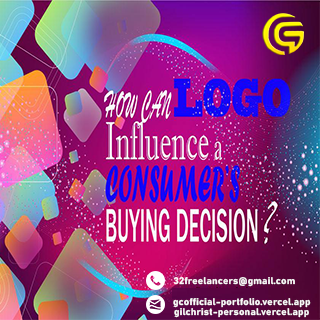 HOW CAN LOGO
Influence a
CONSUMER'S
BUYING DECISION?
32freelancers@gmail.com
gcofficial-portfolio.vercel.app
gilchrist-personal.vercel.app